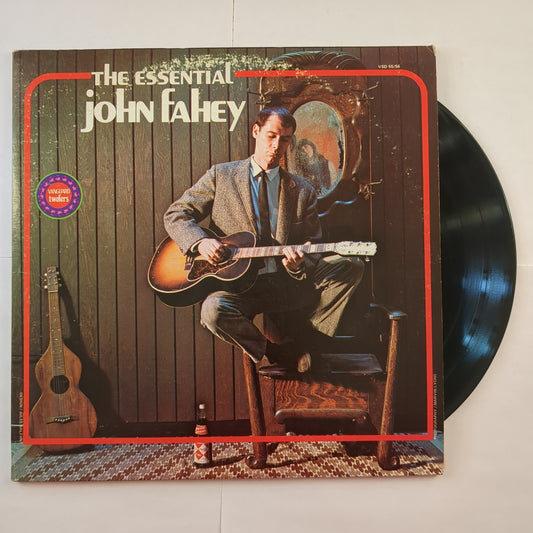 VSD 55/56
THE ESSENTIAL
JOHN FAHEY
VANGUARD
twofers